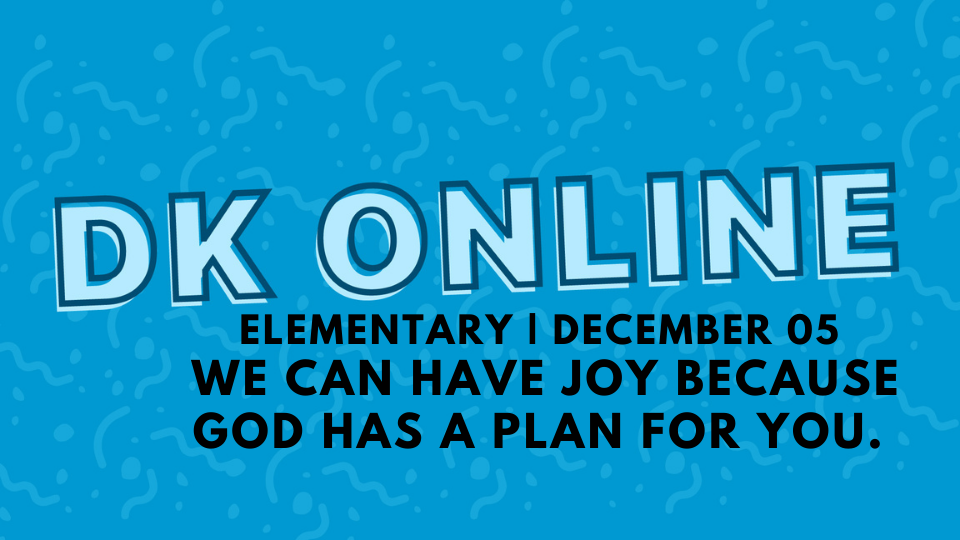 DK ONLINE
ELEMENTARY | DECEMBER 05
WE CAN HAVE JOY BECAUSE
GOD HAS A PLAN FOR YOU.